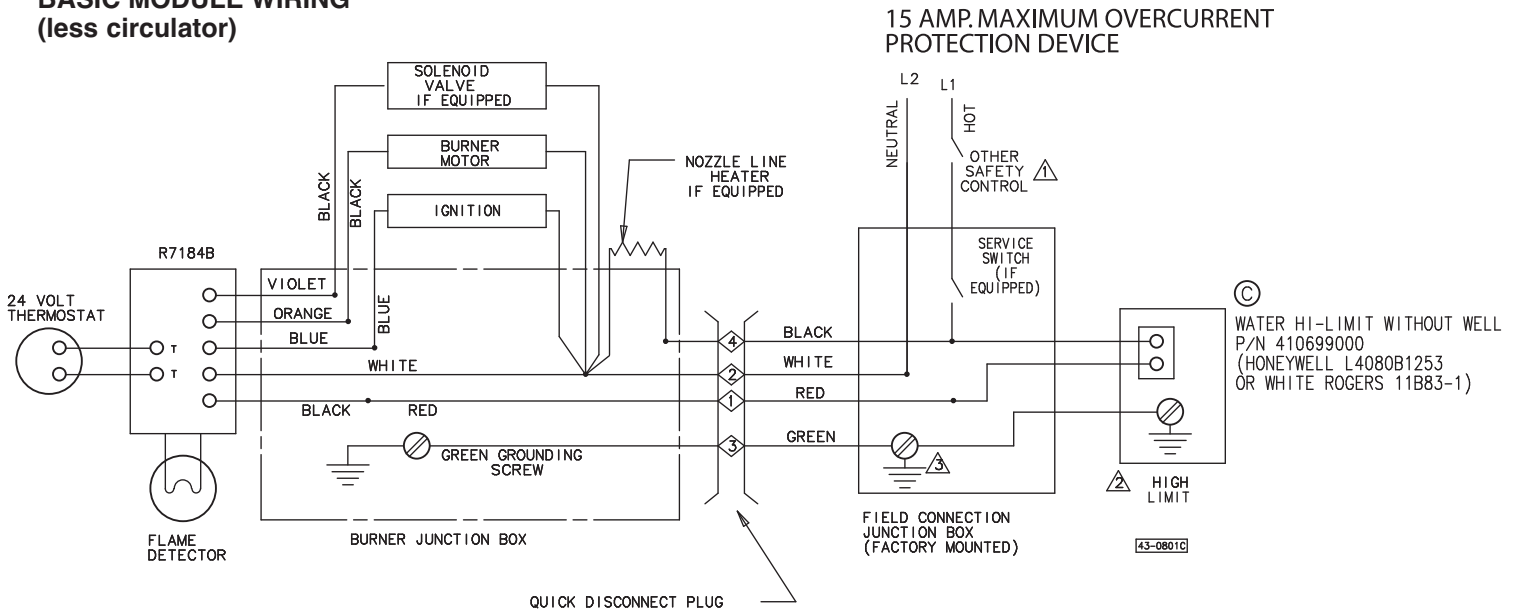 BASIC MODULE WIRING
(less circulator)
15 AMP. MAXIMUM OVERCURRENT
PROTECTION DEVICE
SOLENOID
VALVE
IF EQUIPPED
BURNER
MOTOR
IGNITION
BLACK
BLACK
BLUE
NOZZLE LINE
HEATER
IF EQUIPPED
L2
L1
NEUTRAL
HOT
OTHER
SAFETY
CONTROL
1
SERVICE
SWITCH
(IF
EQUIPPED)
R7184B
24 VOLT
THERMOSTAT
T
T
VIOLET
ORANGE
BLUE
WHITE
BLACK
RED
GREEN GROUNDING
SCREW
4
2
1
3
BLACK
WHITE
RED
GREEN
3
C
WATER HI-LIMIT WITHOUT WELL
P/N 410699000
(HONEYWELL L4080B1253
OR WHITE ROGERS 11B83-1)
2
HIGH
LIMIT
FLAME
DETECTOR
BURNER JUNCTION BOX
FIELD CONNECTION
JUNCTION BOX
(FACTORY MOUNTED)
43-0801C
QUICK DISCONNECT PLUG